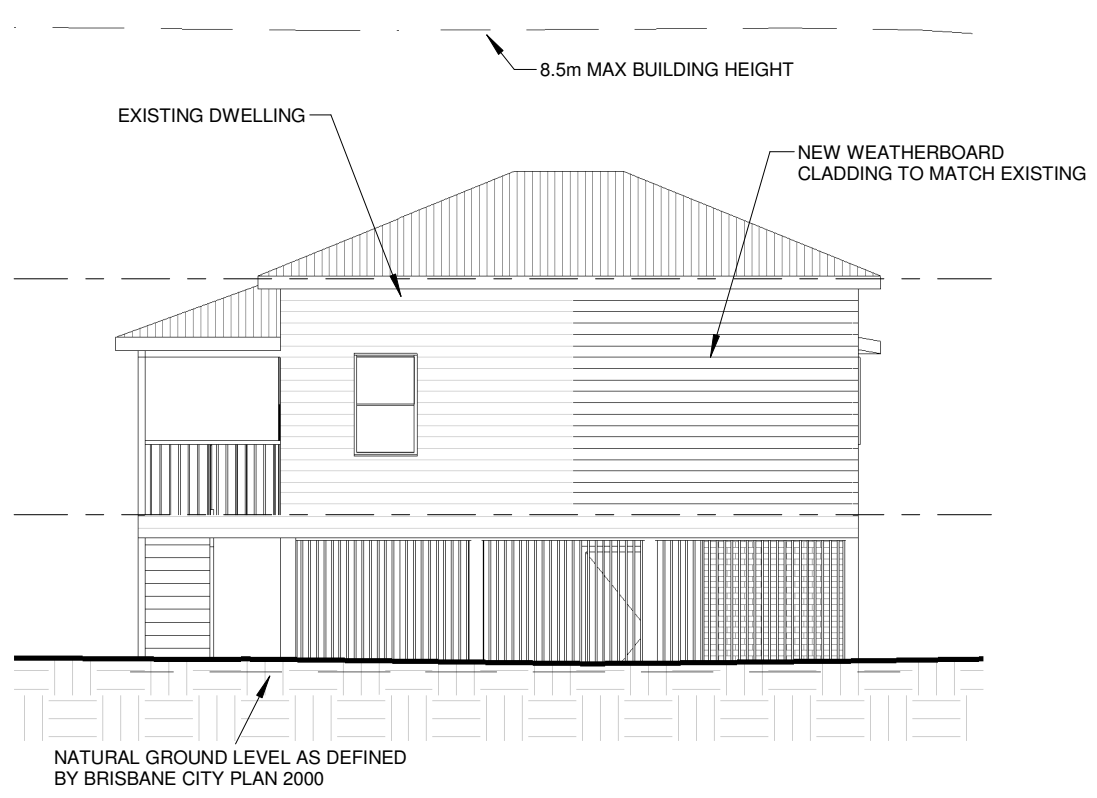 8.5m MAX BUILDING HEIGHT
EXISTING DWELLING
NEW WEATHERBOARD
CLADDING TO MATCH EXISTING
NATURAL GROUND LEVEL AS DEFINED
BY BRISBANE CITY PLAN 2000